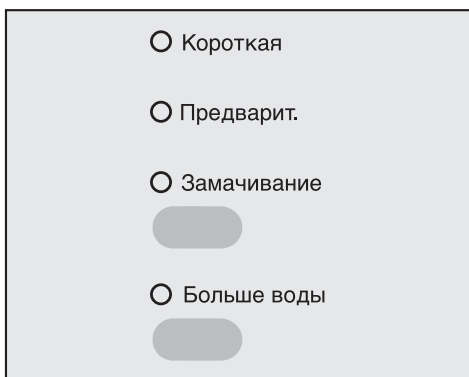 Короткая
Предварит.
Замачивание
Больше воды